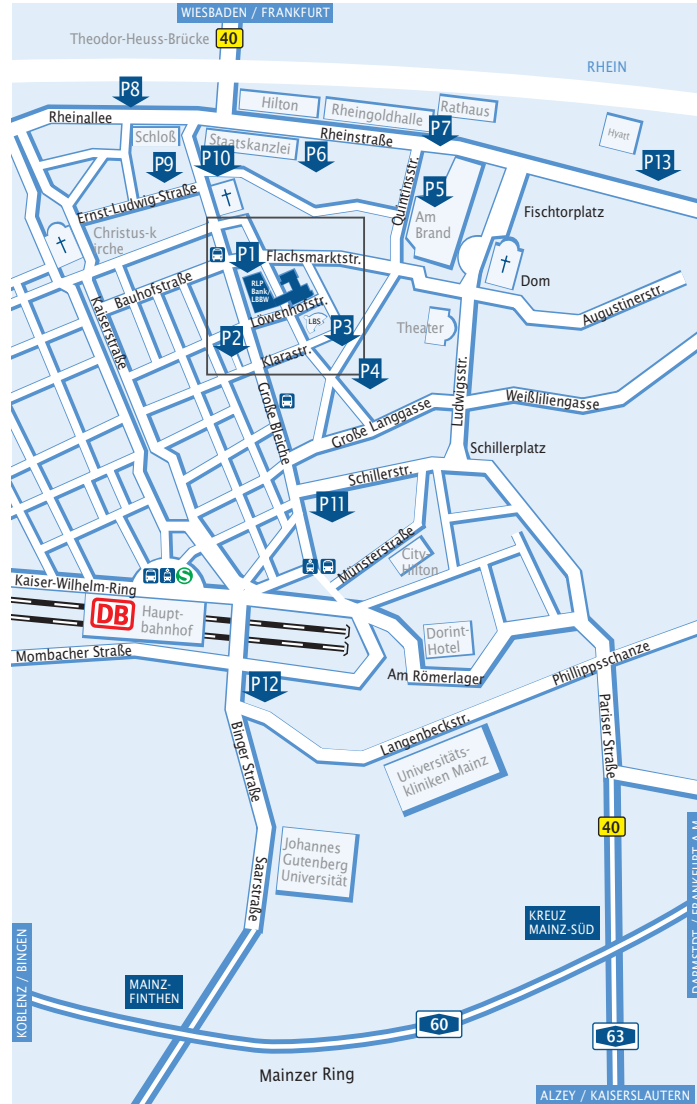 WIESBADEN / FRANKFURT
Theodor-Heuss-Brücke
40
RHEIN
P8
Hilton
Rheingoldhalle
Rathaus
Rheinallee
Rheinstraße
P7
Hyatt
Schloß
Staatskanzlei
P9
P10
P6
P13
Quintinsstr.
P5
Am
Brand
Fischtorplatz
Ernst-Ludwig-Straße
Christus-k
irche
P1
Flachsmarktstr.
Dom
RLP
Bank
LBBW
Bauhofstraße
Kaiserstraße
Löwenhofstr.
LBS
Augustinerstr.
P2
P3
Theater
Klarastr.
P4
Ludwigsstr.
Große Bleiche
Große Langgasse
Weißliliengasse
Schillerplatz
Schillerstr.
P11
Münsterstraße
City-
Hilton
S
Kaiser-Wilhelm-Ring
DB
Haupt-
bahnhof
Dorint-
Hotel
Mombacher Straße
Am Römerlager
Phillippsschanze
P12
Binger Straße
Langenbeckstr.
Pariser Straße
Universitäts-
kliniken Mainz
40
Johannes
Gutenberg
Universität
Saarstraße
DARMSTDT / FRANKFURT A.M
KREUZ
MAINZ-SÜD
KOBLENZ / BINGEN
MAINZ-
FINTHEN
60
63
Mainzer Ring
ALZEY / KAISERSLAUTERN